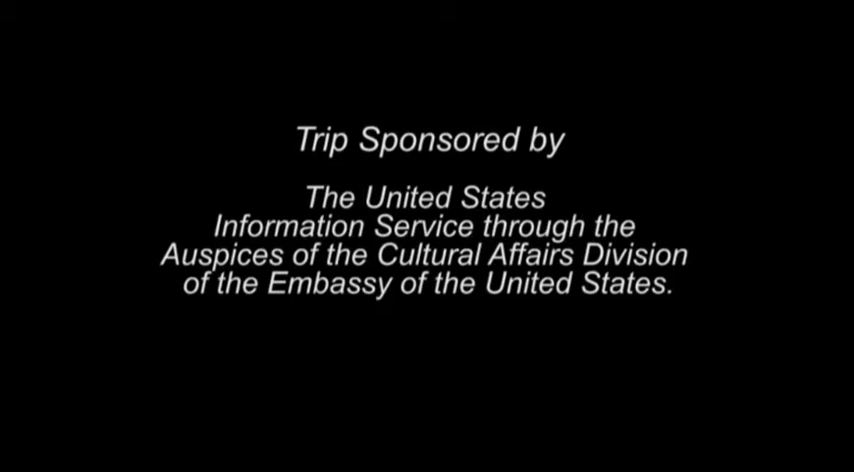 Trip Sponsored by
The United States
Information Service through the
Auspices of the Cultural Affairs Division
of the Embassy of the United States.